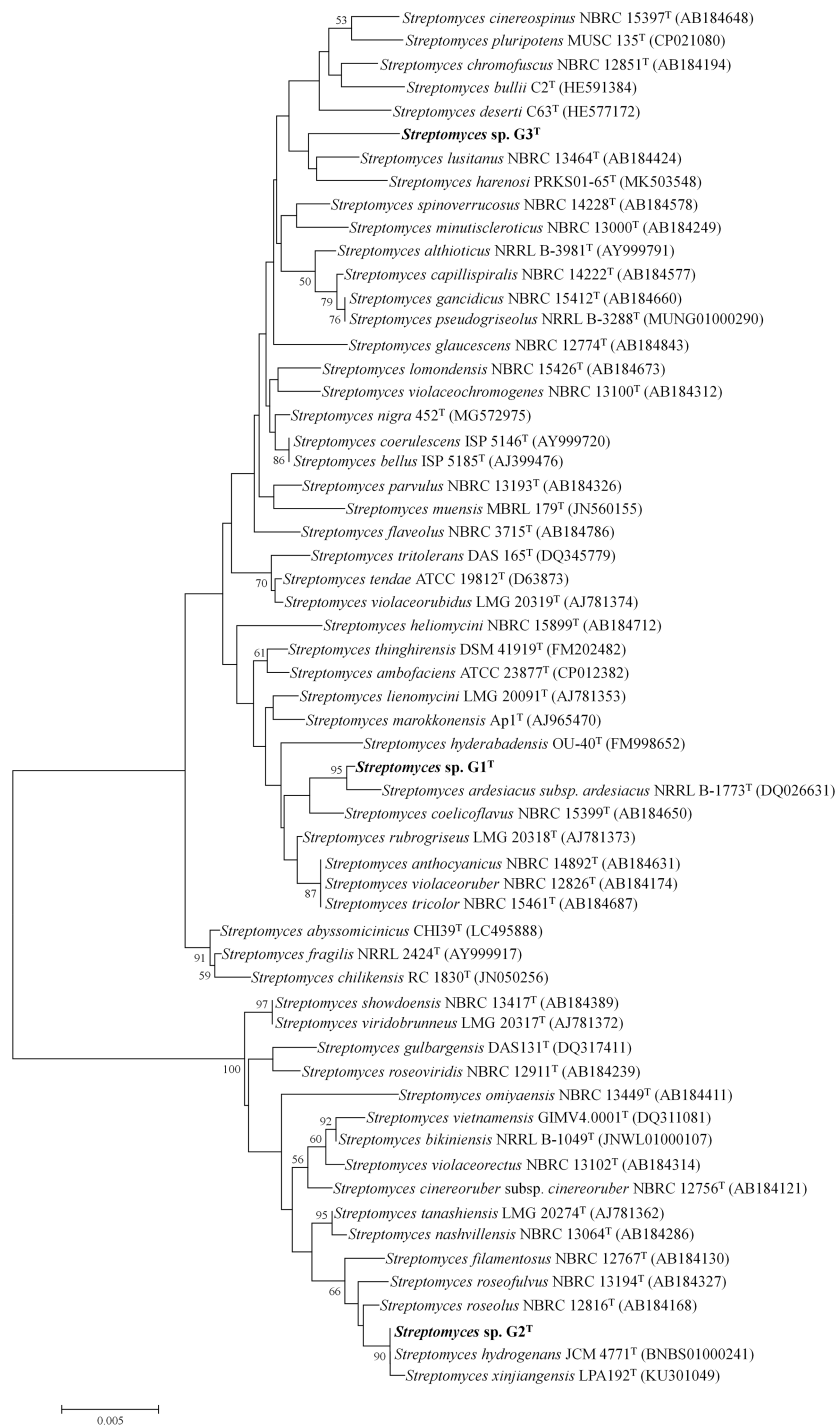 53
Streptomyces cinereospinus NBRC 15397ᵀ (AB184648)
Streptomyces pluripotens MUSC 135ᵀ (CP021080)
Streptomyces chromofuscus NBRC 12851ᵀ (AB184194)
Streptomyces bullii C2ᵀ (HE591384)
Streptomyces deserti C63ᵀ (HE577172)
Streptomyces sp. G3ᵀ
Streptomyces lusitanus NBRC 13464ᵀ (AB184424)
Streptomyces harenosi PRKS01-65ᵀ (MK503548)
Streptomyces spinoverrucosus NBRC 14228ᵀ (AB184578)
Streptomyces minutiscleroticus NBRC 13000ᵀ (AB184249)
Streptomyces althioticus NRRL B-3981ᵀ (AY999791)
50
Streptomyces capillispiralis NBRC 14222ᵀ (AB184577)
79
Streptomyces gancidicus NBRC 15412ᵀ (AB184660)
76
Streptomyces pseudogriseolus NRRL B-3288ᵀ (MUNG01000290)
Streptomyces glaucescens NBRC 12774ᵀ (AB184843)
Streptomyces lomondensis NBRC 15426ᵀ (AB184673)
Streptomyces violaceochromogenes NBRC 13100ᵀ (AB184312)
Streptomyces nigra 452ᵀ (MG572975)
Streptomyces coerulescens ISP 5146ᵀ (AY999720)
86
Streptomyces bellus ISP 5185ᵀ (AJ399476)
Streptomyces parvulus NBRC 13193ᵀ (AB184326)
Streptomyces muensis MBRL 179ᵀ (JN560155)
Streptomyces flaveolus NBRC 3715ᵀ (AB184786)
Streptomyces tritolerans DAS 165ᵀ (DQ345779)
70
Streptomyces tendae ATCC 19812ᵀ (D63873)
Streptomyces violaceorubidus LMG 20319ᵀ (AJ781374)
Streptomyces heliomycini NBRC 15899ᵀ (AB184712)
61
Streptomyces thinghirensis DSM 41919ᵀ (FM202482)
Streptomyces ambofaciens ATCC 23877ᵀ (CP012382)
Streptomyces lienomycini LMG 20091ᵀ (AJ781353)
Streptomyces marokkonensis Ap1ᵀ (AJ965470)
Streptomyces hyderabadensis OU-40ᵀ (FM998652)
95
Streptomyces sp. G1ᵀ
Streptomyces ardesiacus subsp. ardesiacus NRRL B-1773ᵀ (DQ026631)
Streptomyces coelicoflavus NBRC 15399ᵀ (AB184650)
Streptomyces rubrogriseus LMG 20318ᵀ (AJ781373)
Streptomyces anthocyanicus NBRC 14892ᵀ (AB184631)
87
Streptomyces violaceoruber NBRC 12826ᵀ (AB184174)
Streptomyces tricolor NBRC 15461ᵀ (AB184687)
Streptomyces abyssomicinicus CHI39ᵀ (LC495888)
91
Streptomyces fragilis NRRL 2424ᵀ (AY999917)
59
Streptomyces chilikensis RC 1830ᵀ (JN050256)
97
Streptomyces showdoensis NBRC 13417ᵀ (AB184389)
Streptomyces viridobrunneus LMG 20317ᵀ (AJ781372)
100
Streptomyces gulbargensis DAS131ᵀ (DQ317411)
Streptomyces roseoviridis NBRC 12911ᵀ (AB184239)
Streptomyces omiyaensis NBRC 13449ᵀ (AB184411)
92
Streptomyces vietnamensis GIMV4.0001ᵀ (DQ311081)
60
Streptomyces bikiniensis NRRL B-1049ᵀ (JNWL01000107)
56
Streptomyces violaceorectus NBRC 13102ᵀ (AB184314)
Streptomyces cinereoruber subsp. cinereoruber NBRC 12756ᵀ (AB184121)
95
Streptomyces tanashiensis LMG 20274ᵀ (AJ781362)
Streptomyces nashvillensis NBRC 13064ᵀ (AB184286)
Streptomyces filamentosus NBRC 12767ᵀ (AB184130)
66
Streptomyces roseofulvus NBRC 13194ᵀ (AB184327)
Streptomyces roseolus NBRC 12816ᵀ (AB184168)
Streptomyces sp. G2ᵀ
90
Streptomyces hydrogenans JCM 4771ᵀ (BNBS01000241)
Streptomyces xinjiangensis LPA192ᵀ (KU301049)
0.005